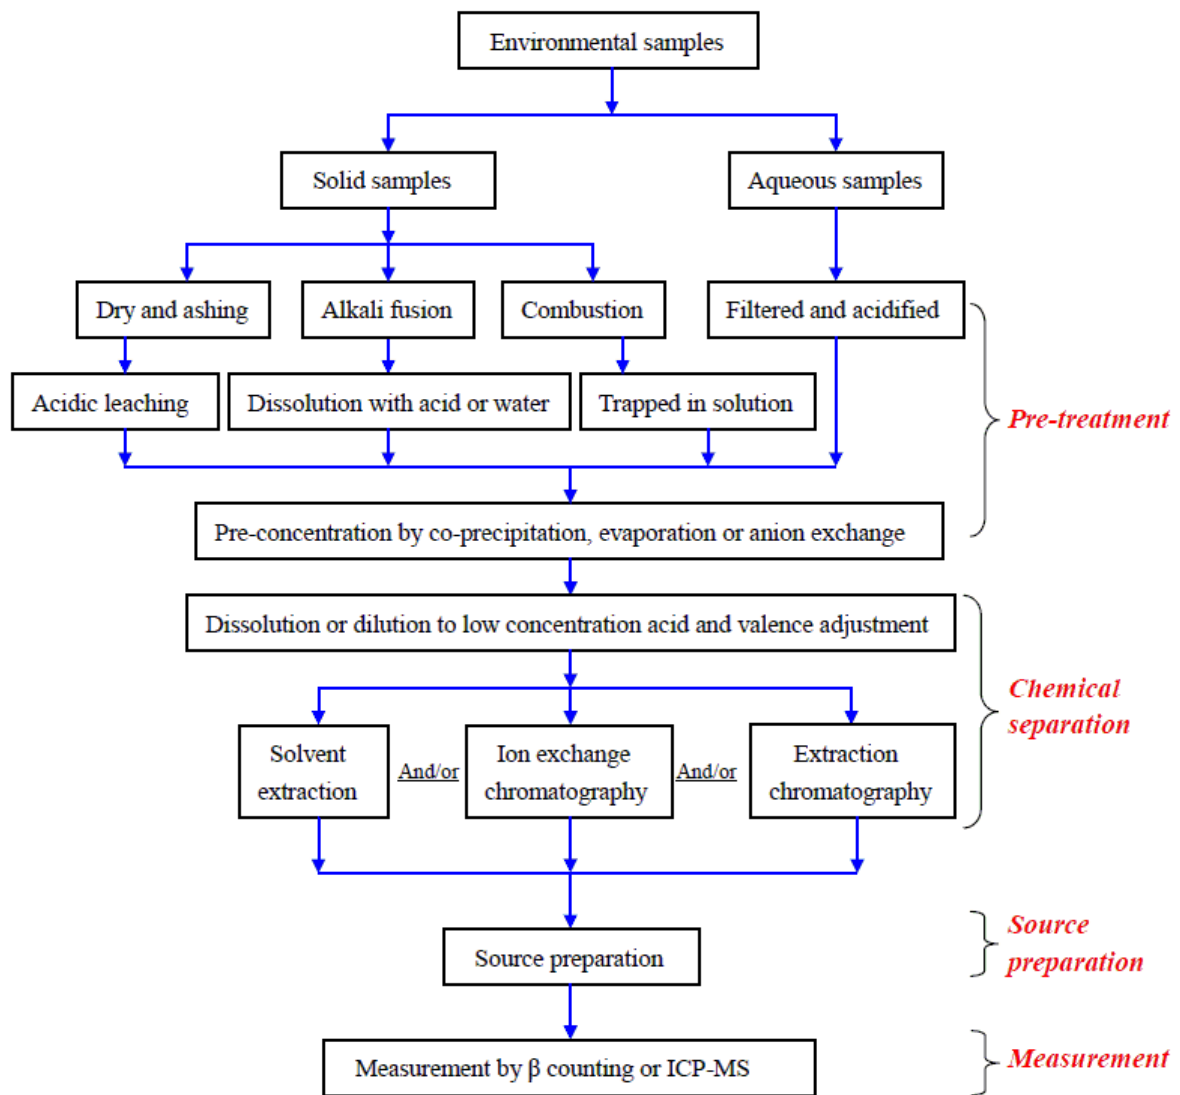 Environmental samples
Solid samples
Aqueous samples
Dry and ashing
Alkali fusion
Combustion
Filtered and acidified
Acidic leaching
Dissolution with acid or water
Trapped in solution
Pre-treatment
Pre-concentration by co-precipitation, evaporation or anion exchange
Dissolution or dilution to low concentration acid and valence adjustment
Chemical
separation
Solvent
extraction
And/or
Ion exchange
chromatography
And/or
Extraction
chromatography
Source preparation
Source
preparation
Measurement by β counting or ICP-MS
Measurement